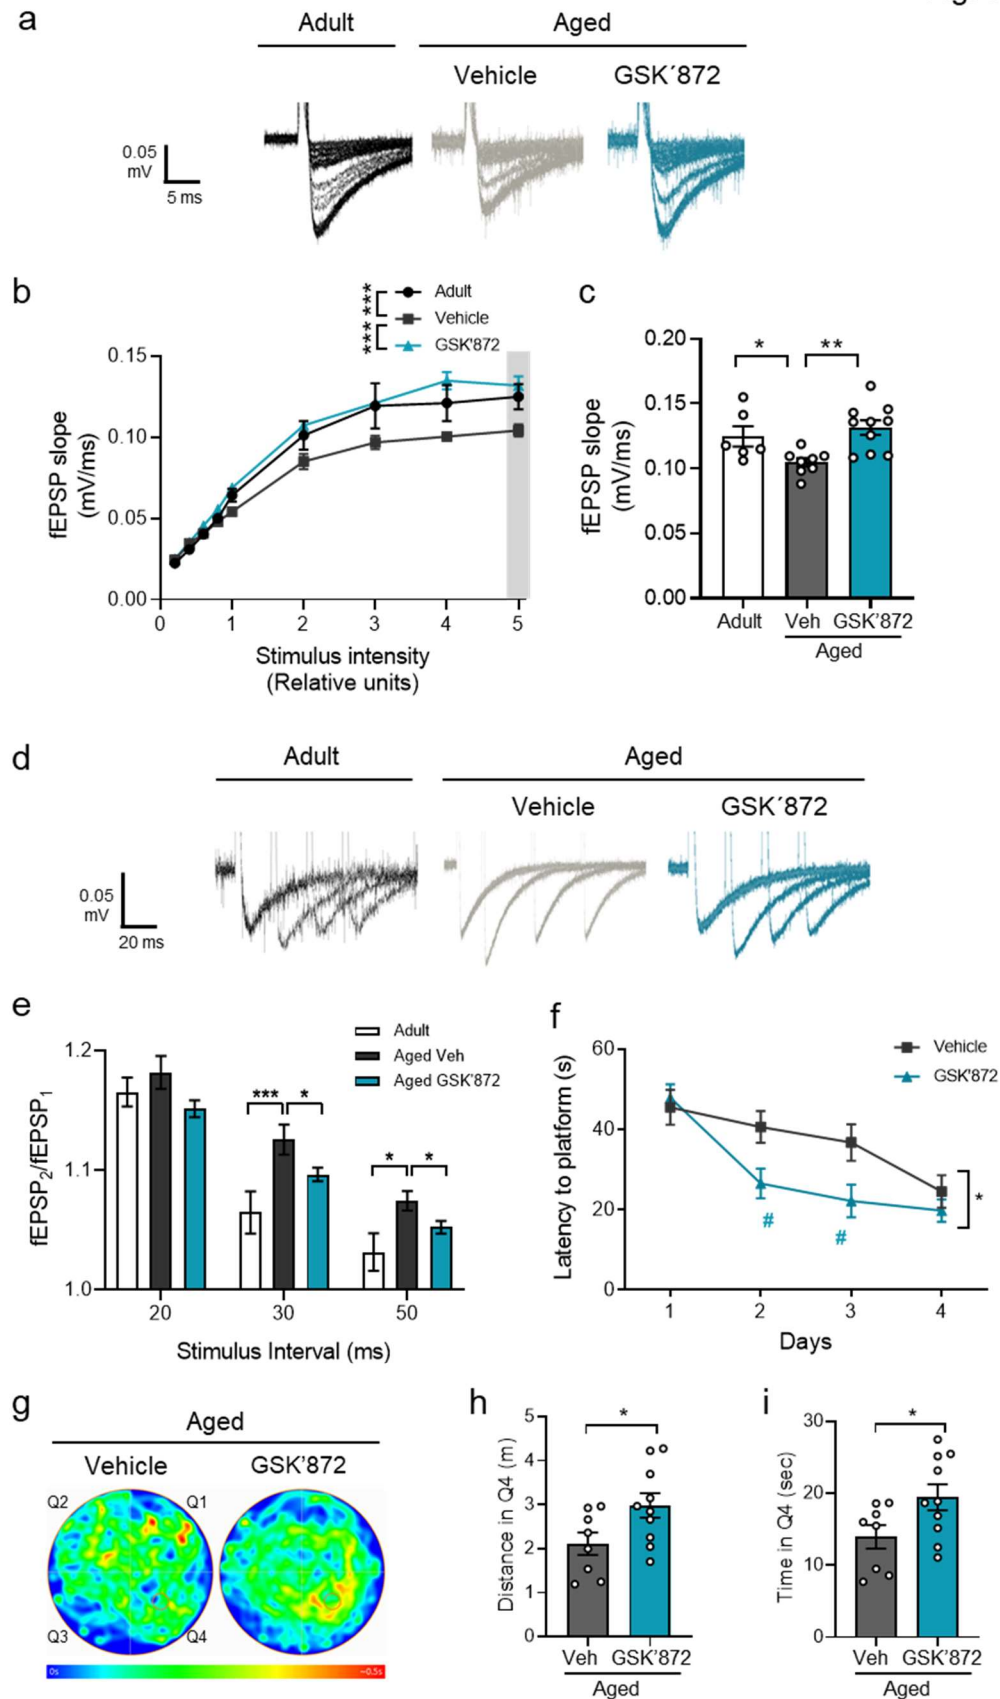 a
Adult
Aged
Vehicle
GSK´872
0.05
mV
5 ms
b
***
***
Adult
Vehicle
GSK'872
0.15
0.10
0.05
0.00
fEPSP slope
(mV/ms)
0
1
2
3
4
5
Stimulus intensity
(Relative units)
c
*
**
0.20
0.15
0.10
0.05
0.00
fEPSP slope
(mV/ms)
Adult
Veh
GSK'872
Aged
d
Adult
Aged
Vehicle
GSK´872
0.05
mV
20 ms
e
Adult
Aged Veh
Aged GSK'872
1.2
1.1
1.0
fEPSP2/fEPSP1
***
*
*
*
20
30
50
Stimulus Interval (ms)
f
Vehicle
GSK'872
60
40
20
0
Latency to platform (s)
#
#
*
1
2
3
4
Days
g
Aged
Vehicle
GSK'872
Q2
Q1
Q3
Q4
0s
~0.5s
h
*
5
4
3
2
1
0
Distance in Q4 (m)
Veh
GSK'872
Aged
i
*
30
20
10
0
Time in Q4 (sec)
Veh
GSK'872
Aged